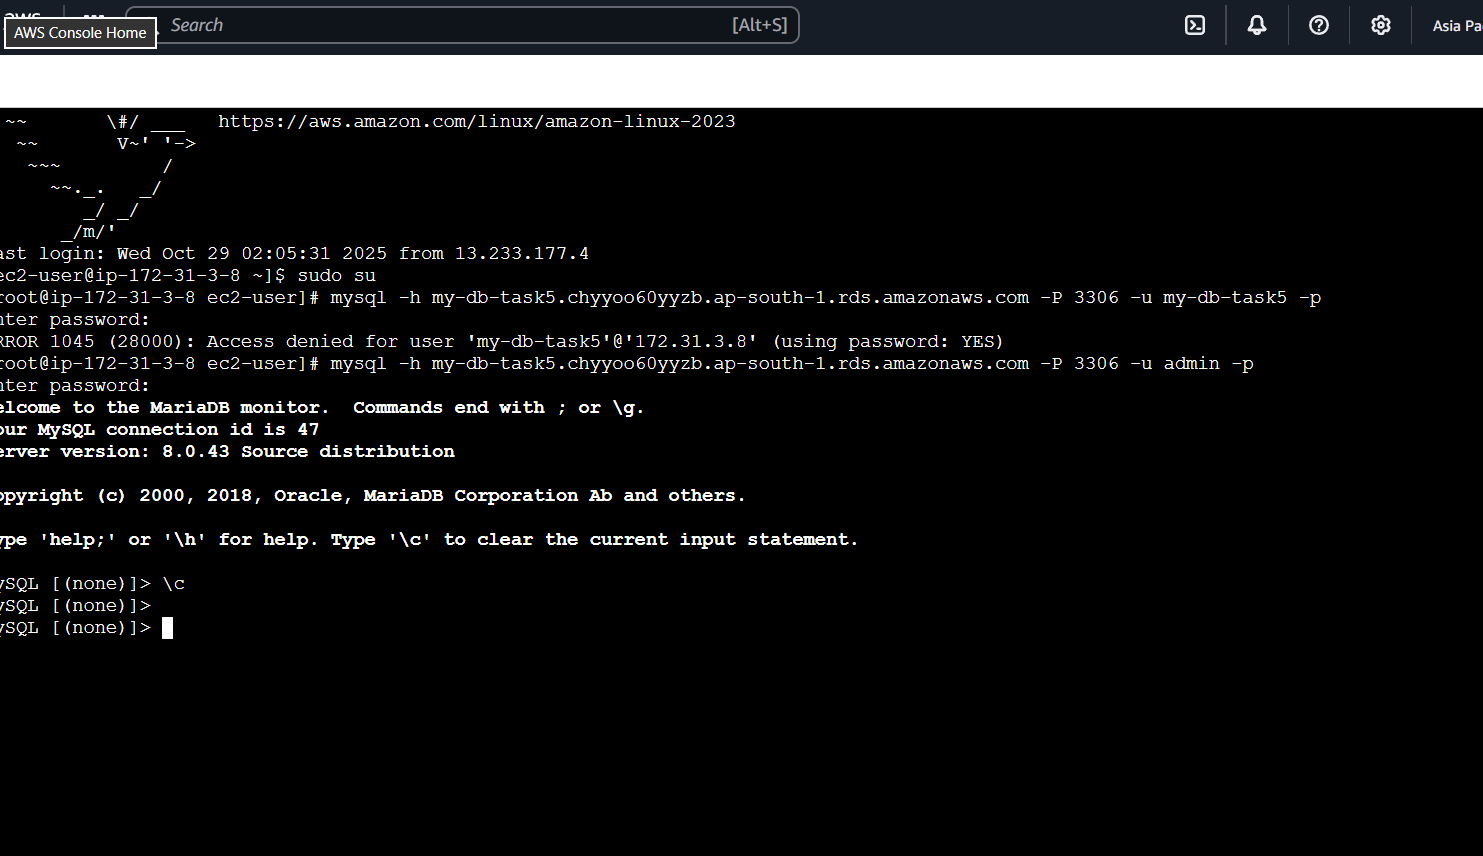 AWS Console Home
Search
[Alt+S]
Asia Pa
~~ \#/ ___ https://aws.amazon.com/linux/amazon-linux-2023
~~ V~' '->
~~~ /
~~._. _/
_/ _/
_/m/'
ast login: Wed Oct 29 02:05:31 2025 from 13.233.177.4
ec2-user@ip-172-31-3-8 ~]$ sudo su
root@ip-172-31-3-8 ec2-user]# mysql -h my-db-task5.chyyoo60yyzb.ap-south-1.rds.amazonaws.com -P 3306 -u my-db-task5 -p
nter password:
RROR 1045 (28000): Access denied for user 'my-db-task5'@'172.31.3.8' (using password: YES)
root@ip-172-31-3-8 ec2-user]# mysql -h my-db-task5.chyyoo60yyzb.ap-south-1.rds.amazonaws.com -P 3306 -u admin -p
nter password:
elcome to the MariaDB monitor.  Commands end with ; or \g.
our MySQL connection id is 47
erver version: 8.0.43 Source distribution
opyright (c) 2000, 2018, Oracle, MariaDB Corporation Ab and others.
ype 'help;' or '\h' for help. Type '\c' to clear the current input statement.
ySQL [(none)]> \c
ySQL [(none)]>
ySQL [(none)]>